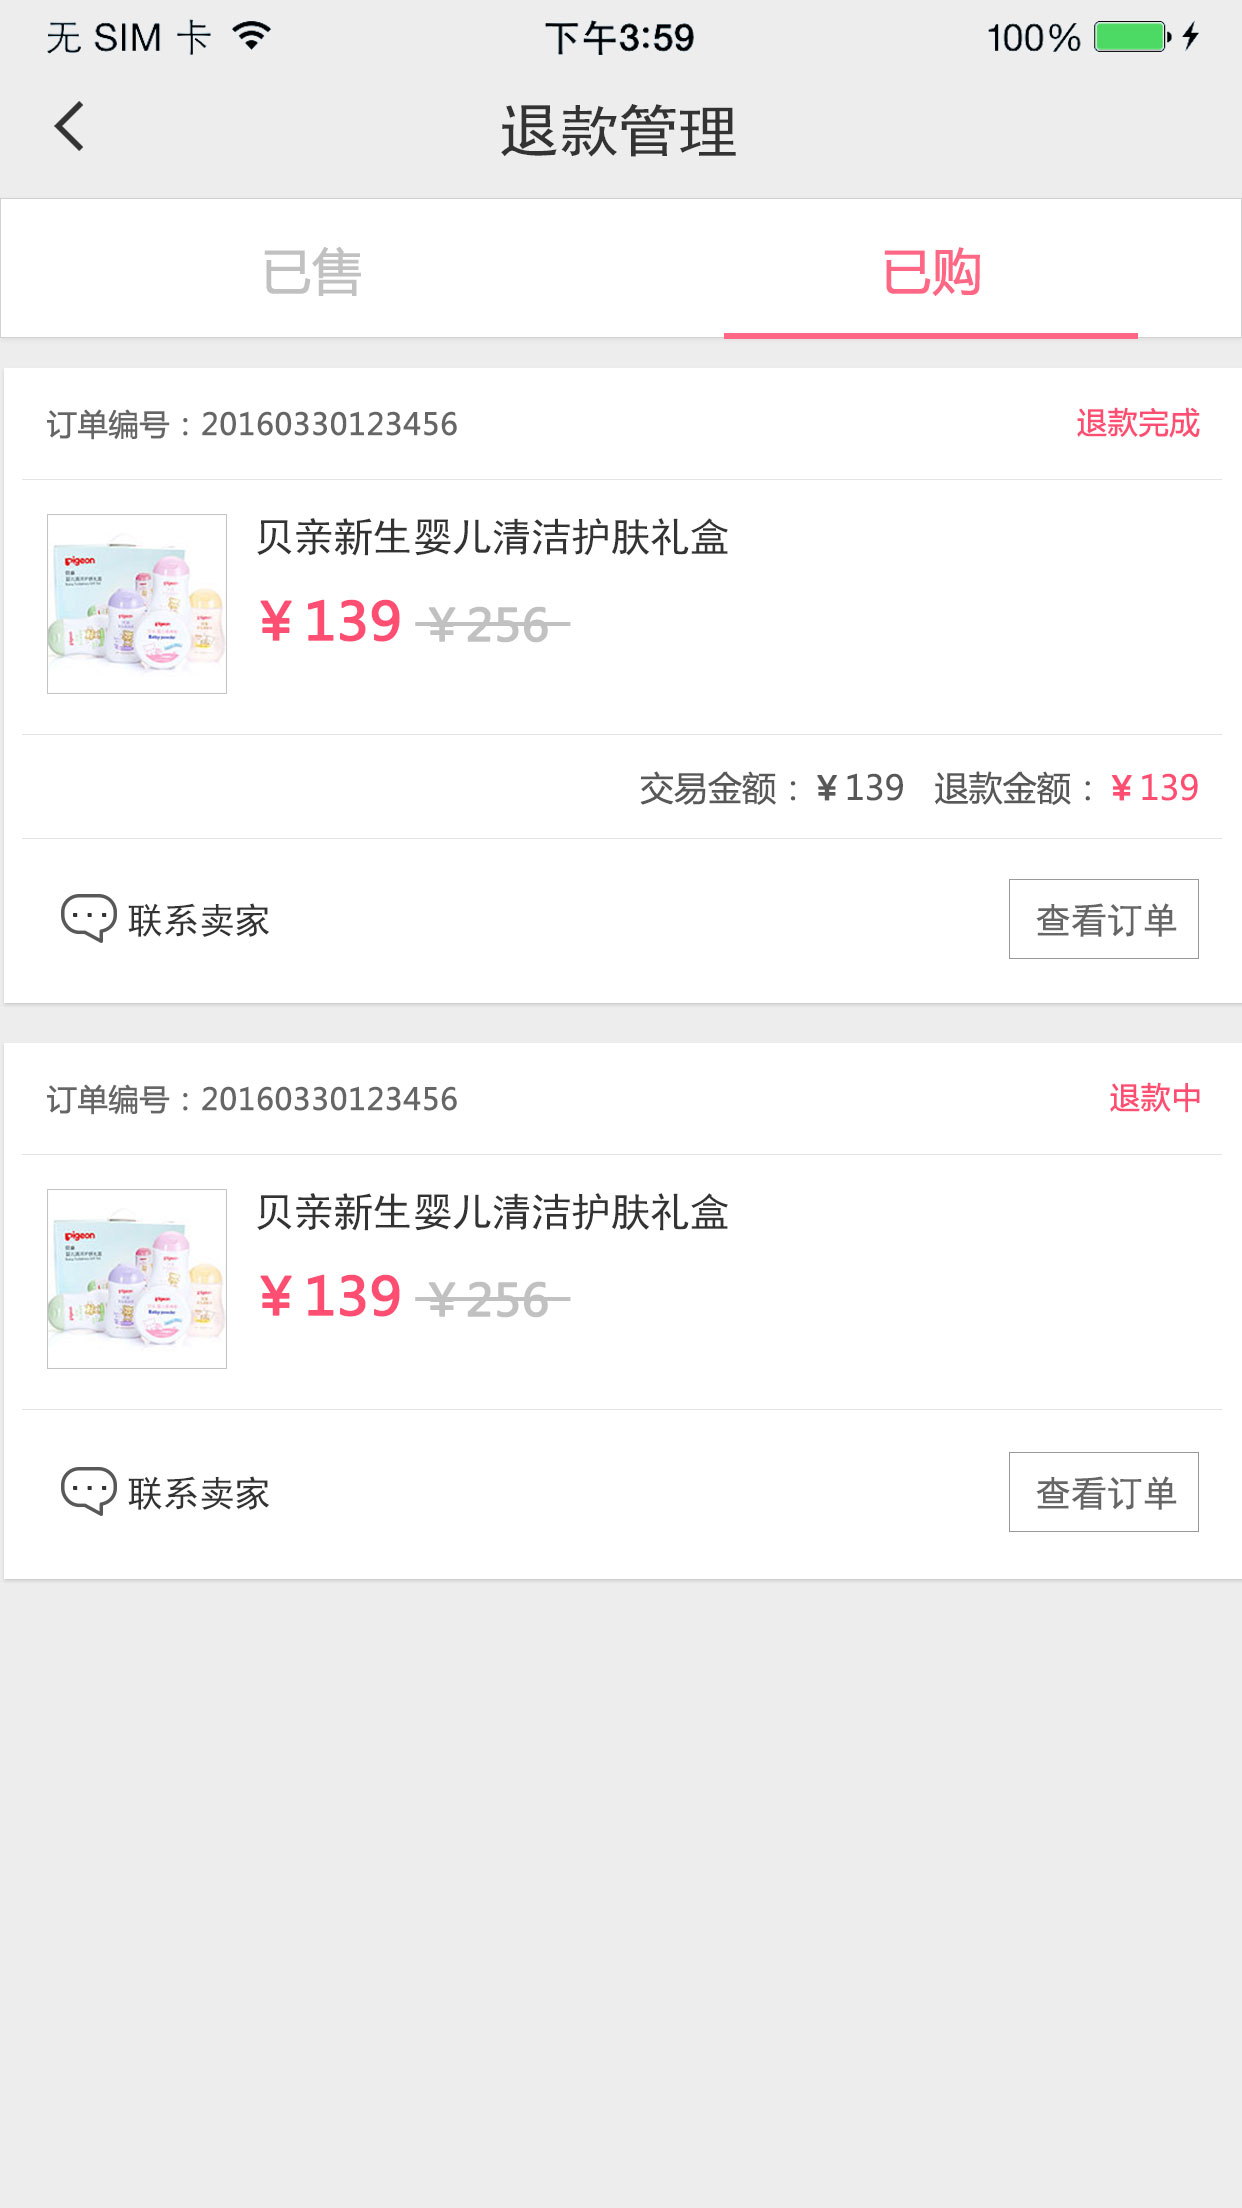 无 SIM 卡 下午3:59 100%
退款管理
已售 已购
订单编号：20160330123456 退款完成
贝亲新生婴儿清洁护肤礼盒
pigeon
¥139 ¥256
交易金额：¥139 退款金额：¥139
联系卖家 查看订单
订单编号：20160330123456 退款中
贝亲新生婴儿清洁护肤礼盒
pigeon
¥139 ¥256
联系卖家 查看订单